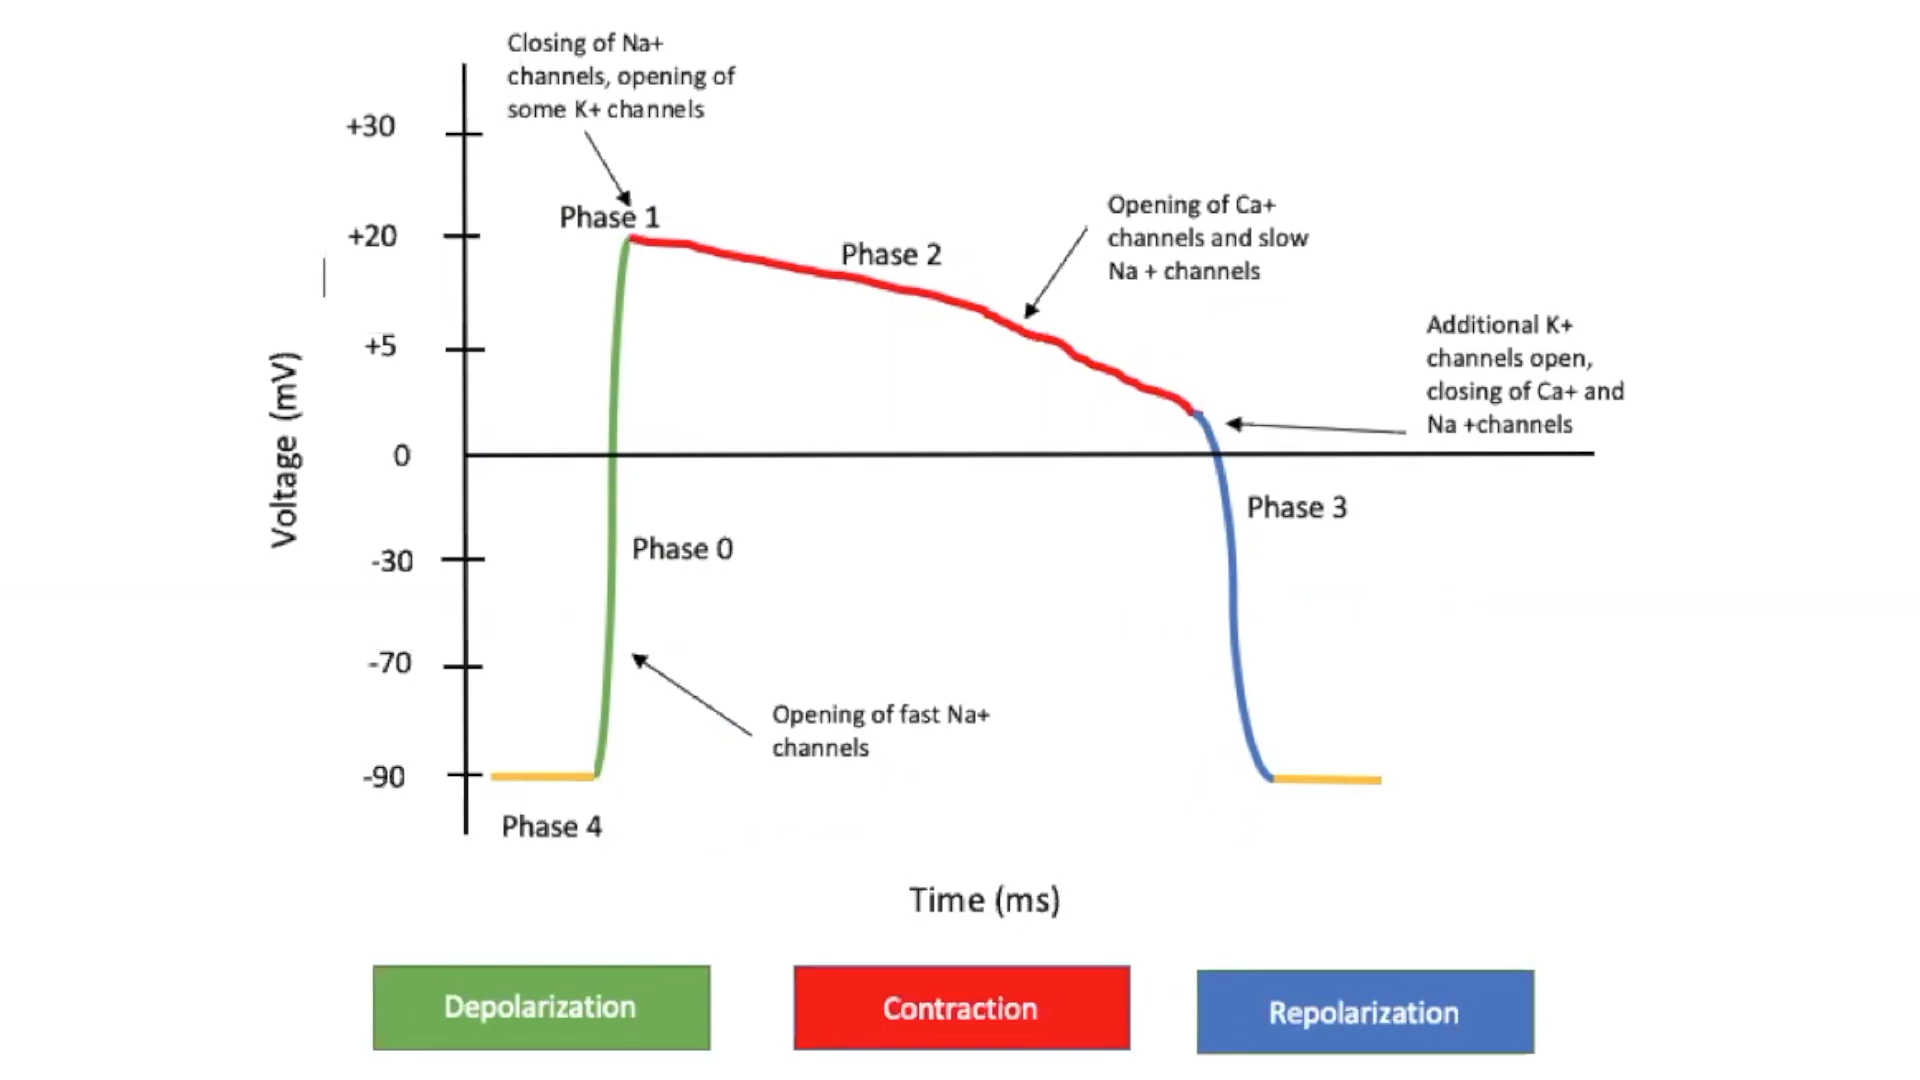 Closing of Na+
channels, opening of
some K+ channels
+30
Phase 1
+20
Phase 2
Opening of Ca+
channels and slow
Na + channels
+5
Additional K+
channels open,
closing of Ca+ and
Na +channels
Voltage (mV)
0
Phase 3
Phase 0
-30
-70
Opening of fast Na+
channels
-90
Phase 4
Time (ms)
Depolarization
Contraction
Repolarization